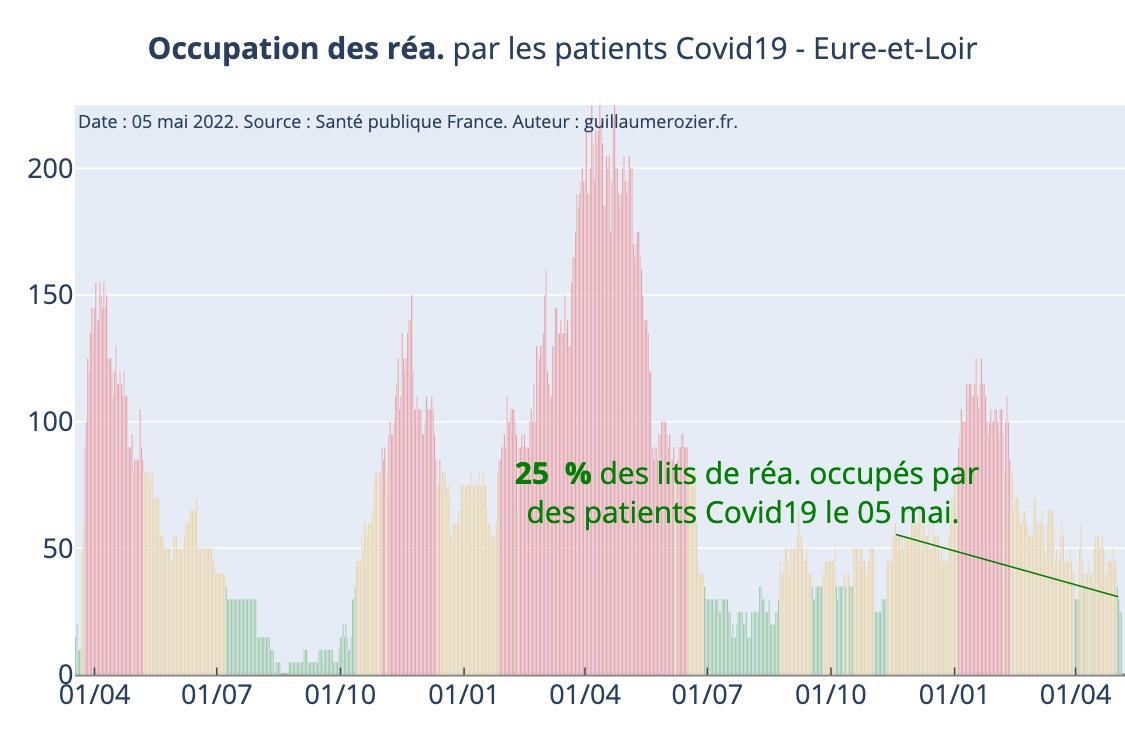 Occupation des réa. par les patients Covid19 - Eure-et-Loir
Date : 05 mai 2022. Source : Santé publique France. Auteur : guillaumerozier.fr.
200
150
100
25 % des lits de réa. occupés par
des patients Covid19 le 05 mai.
50
0
01/04 01/07 01/10 01/01 01/04 01/07 01/10 01/01 01/04